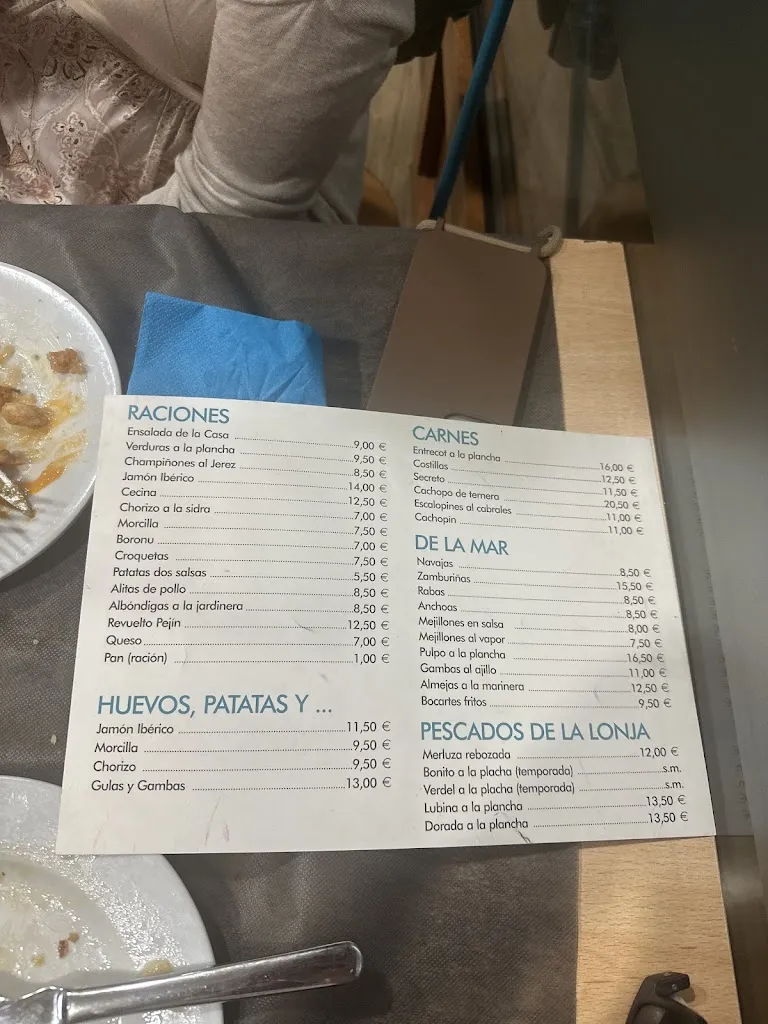 RACIONES
Ensalada de la Casa 9,00 €
Verduras a la plancha 9,50 €
Champiñones al Jerez 8,50 €
Jamón Ibérico 14,00 €
Cecina 12,50 €
Chorizo a la sidra 7,00 €
Morcilla 7,50 €
Boronu 7,00 €
Croquetas 7,50 €
Patatas dos salsas 5,50 €
Alitas de pollo 8,50 €
Albóndigas a la jardinera 8,50 €
Revuelto Pejín 12,50 €
Queso 7,00 €
Pan (ración) 1,00 €
HUEVOS, PATATAS Y ...
Jamón Ibérico 11,50 €
Morcilla 9,50 €
Chorizo 9,50 €
Gulas y Gambas 13,00 €
CARNES
Entrecot a la plancha 16,00 €
Costillas 12,50 €
Secreto 11,50 €
Cachopo de ternera 20,50 €
Escalopines al cabrales 11,00 €
Cachopin 11,00 €
DE LA MAR
Navajas 8,50 €
Zamburiñas 15,50 €
Rabas 8,50 €
Anchoas 8,50 €
Mejillones en salsa 8,00 €
Mejillones al vapor 7,50 €
Pulpo a la plancha 16,50 €
Gambas al ajillo 11,00 €
Almejas a la marinera 12,50 €
Bocartes fritos 9,50 €
PESCADOS DE LA LONJA
Merluza rebozada 12,00 €
Bonito a la placha (temporada) s.m.
Verdel a la placha (temporada) s.m.
Lubina a la plancha 13,50 €
Dorada a la plancha 13,50 €